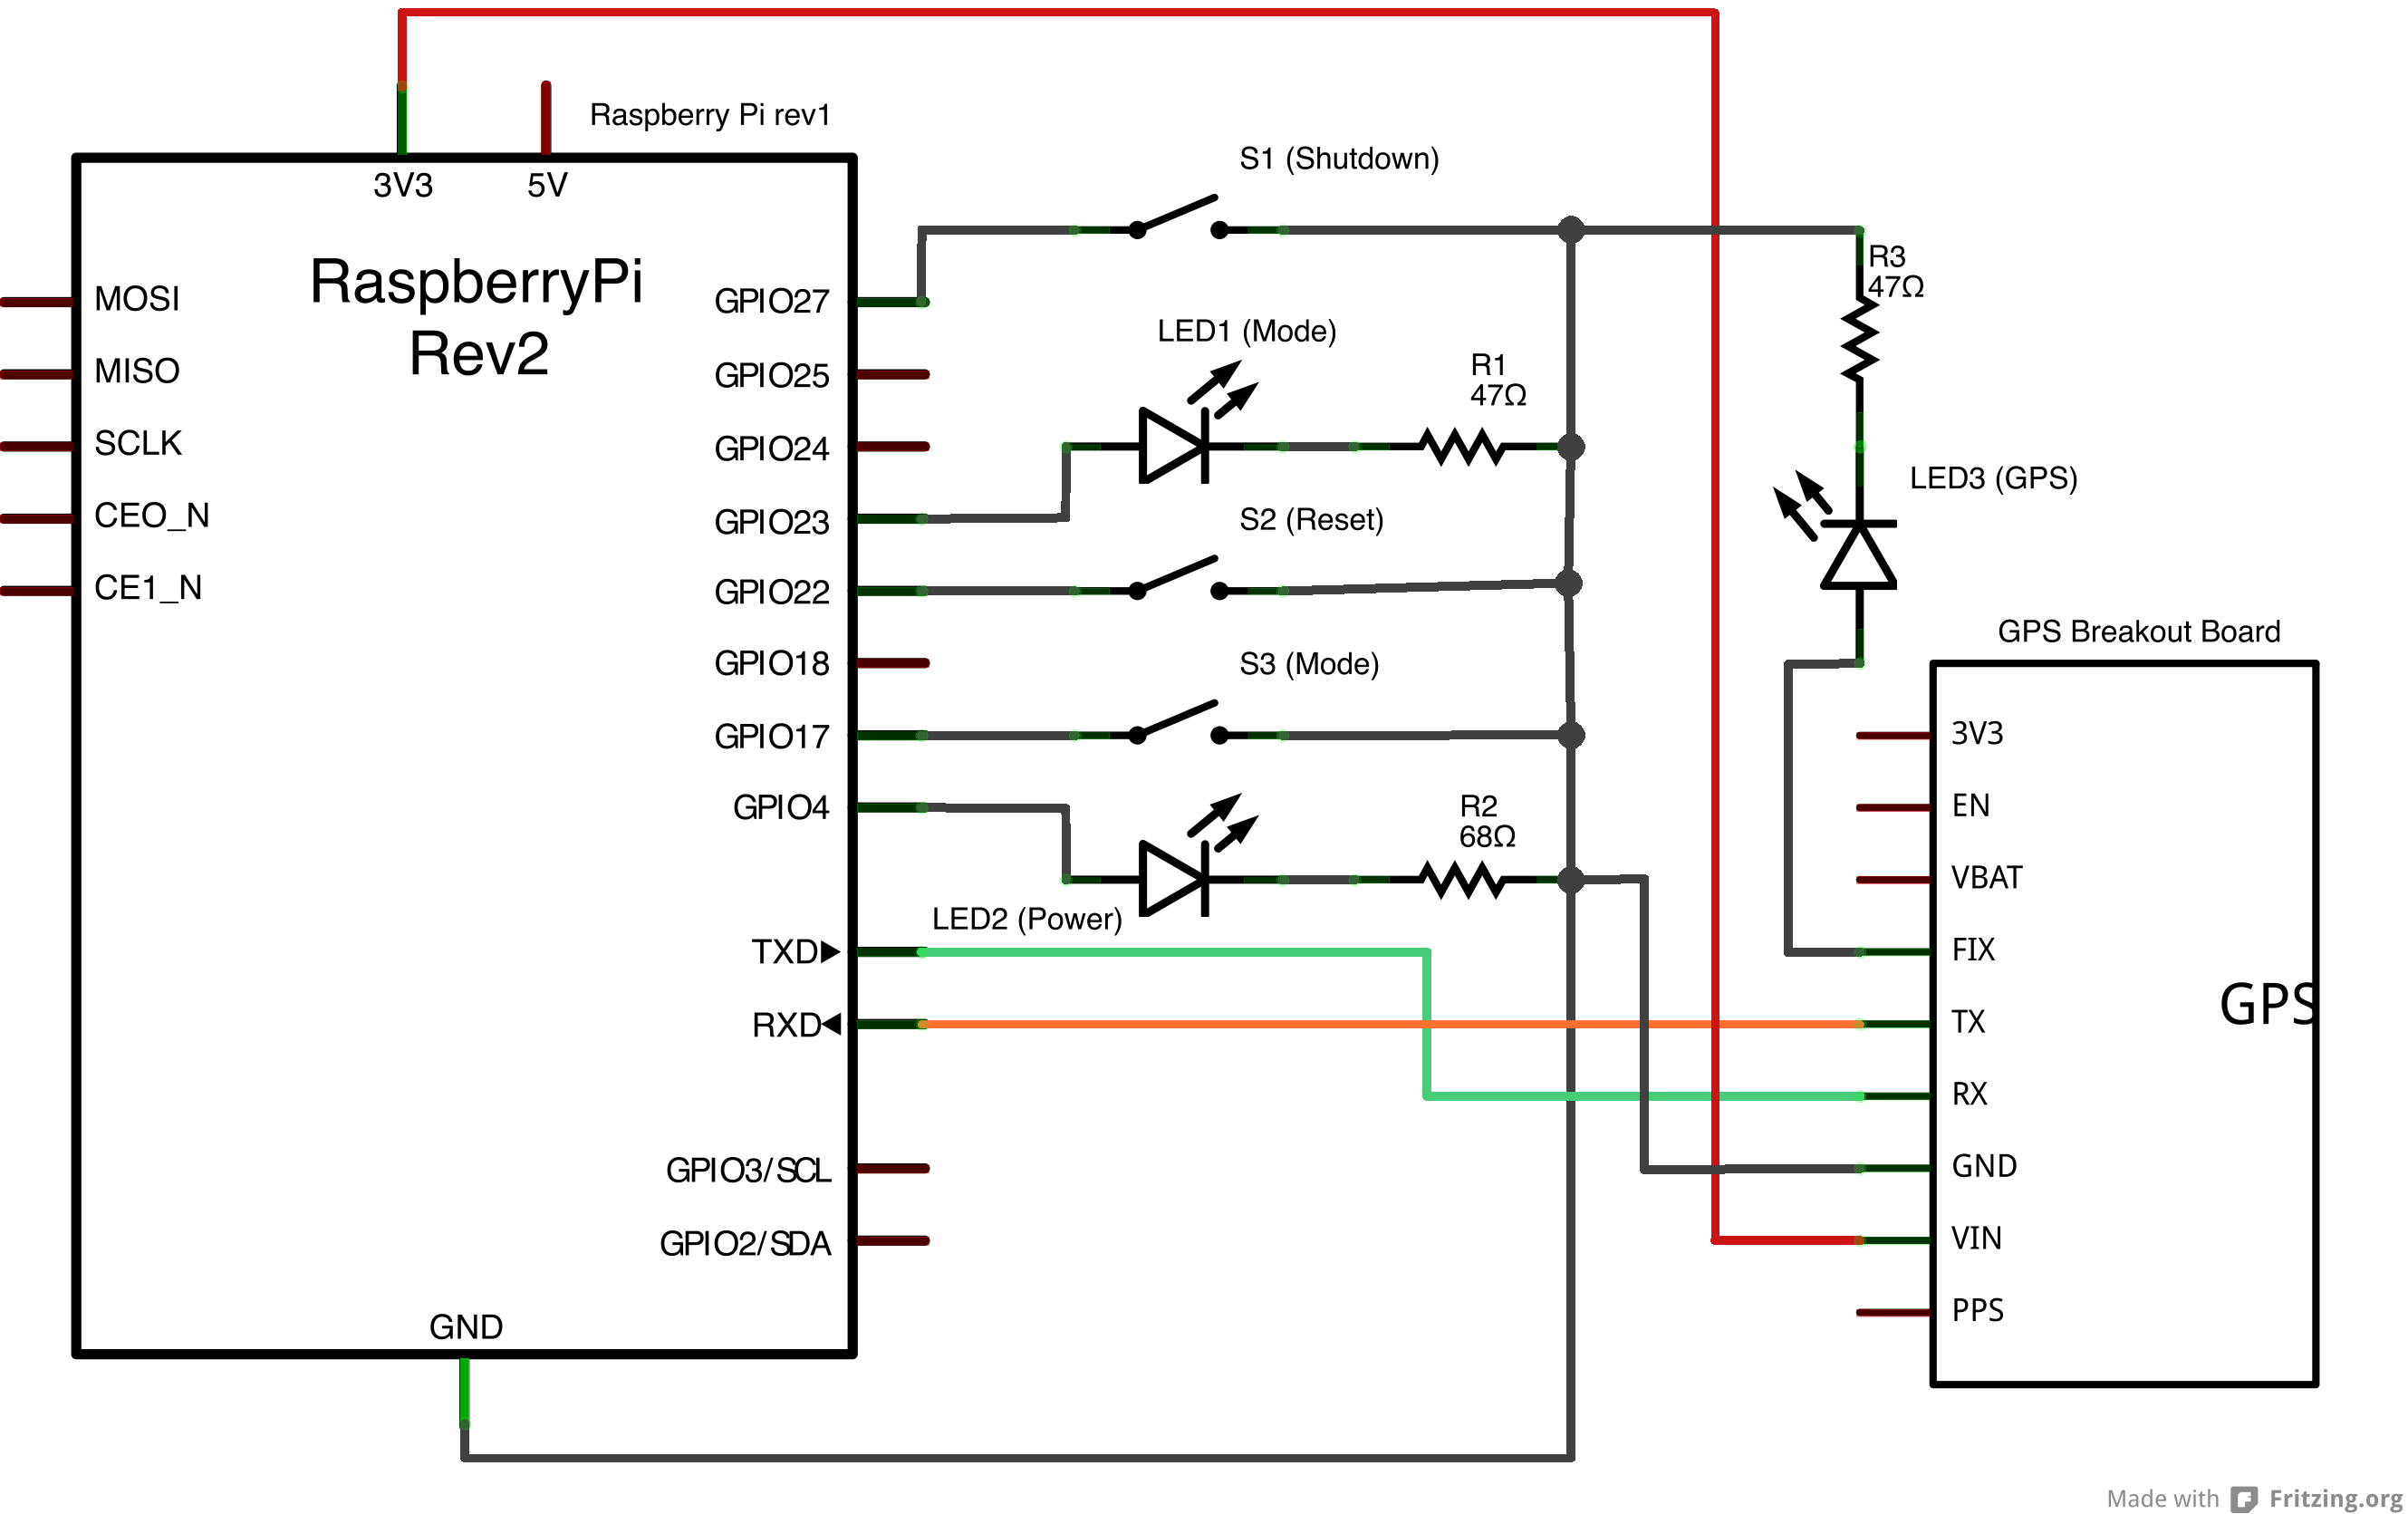 Raspberry Pi rev1
3V3
5V
RaspberryPi
Rev2
MOSI
MISO
SCLK
CEO_N
CE1_N
GPIO27
GPIO25
GPIO24
GPIO23
GPIO22
GPIO18
GPIO17
GPIO4
TXD
RXD
GPIO3/SCL
GPIO2/SDA
GND
S1 (Shutdown)
LED1 (Mode)
R1
47Ω
S2 (Reset)
S3 (Mode)
R2
68Ω
LED2 (Power)
R3
47Ω
LED3 (GPS)
GPS Breakout Board
3V3
EN
VBAT
FIX
TX
RX
GND
VIN
PPS
GPS
Made with Fritzing.org